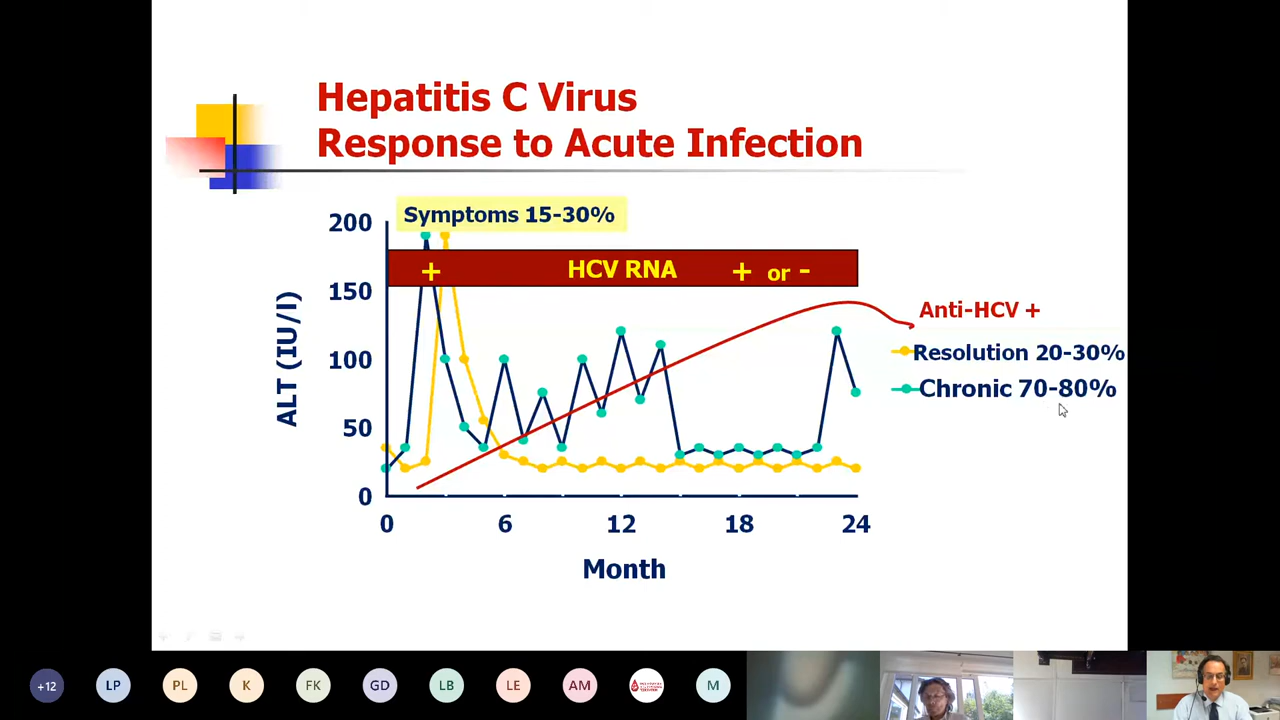 Hepatitis C Virus
Response to Acute Infection
Symptoms 15-30%
200
150
100
50
0
ALT (IU/l)
+ HCV RNA + or -
Anti-HCV +
Resolution 20-30%
Chronic 70-80%
0 6 12 18 24
Month
+12 LP PL K FK GD LB LE AM M